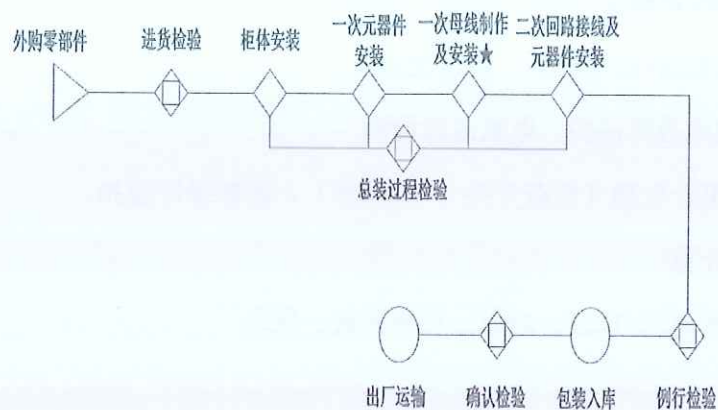 外购零部件
进货检验
柜体安装
一次元器件
安装
一次母线制作
及安装★
二次回路接线及
元器件安装
总装过程检验
出厂运输
确认检验
包装入库
例行检验